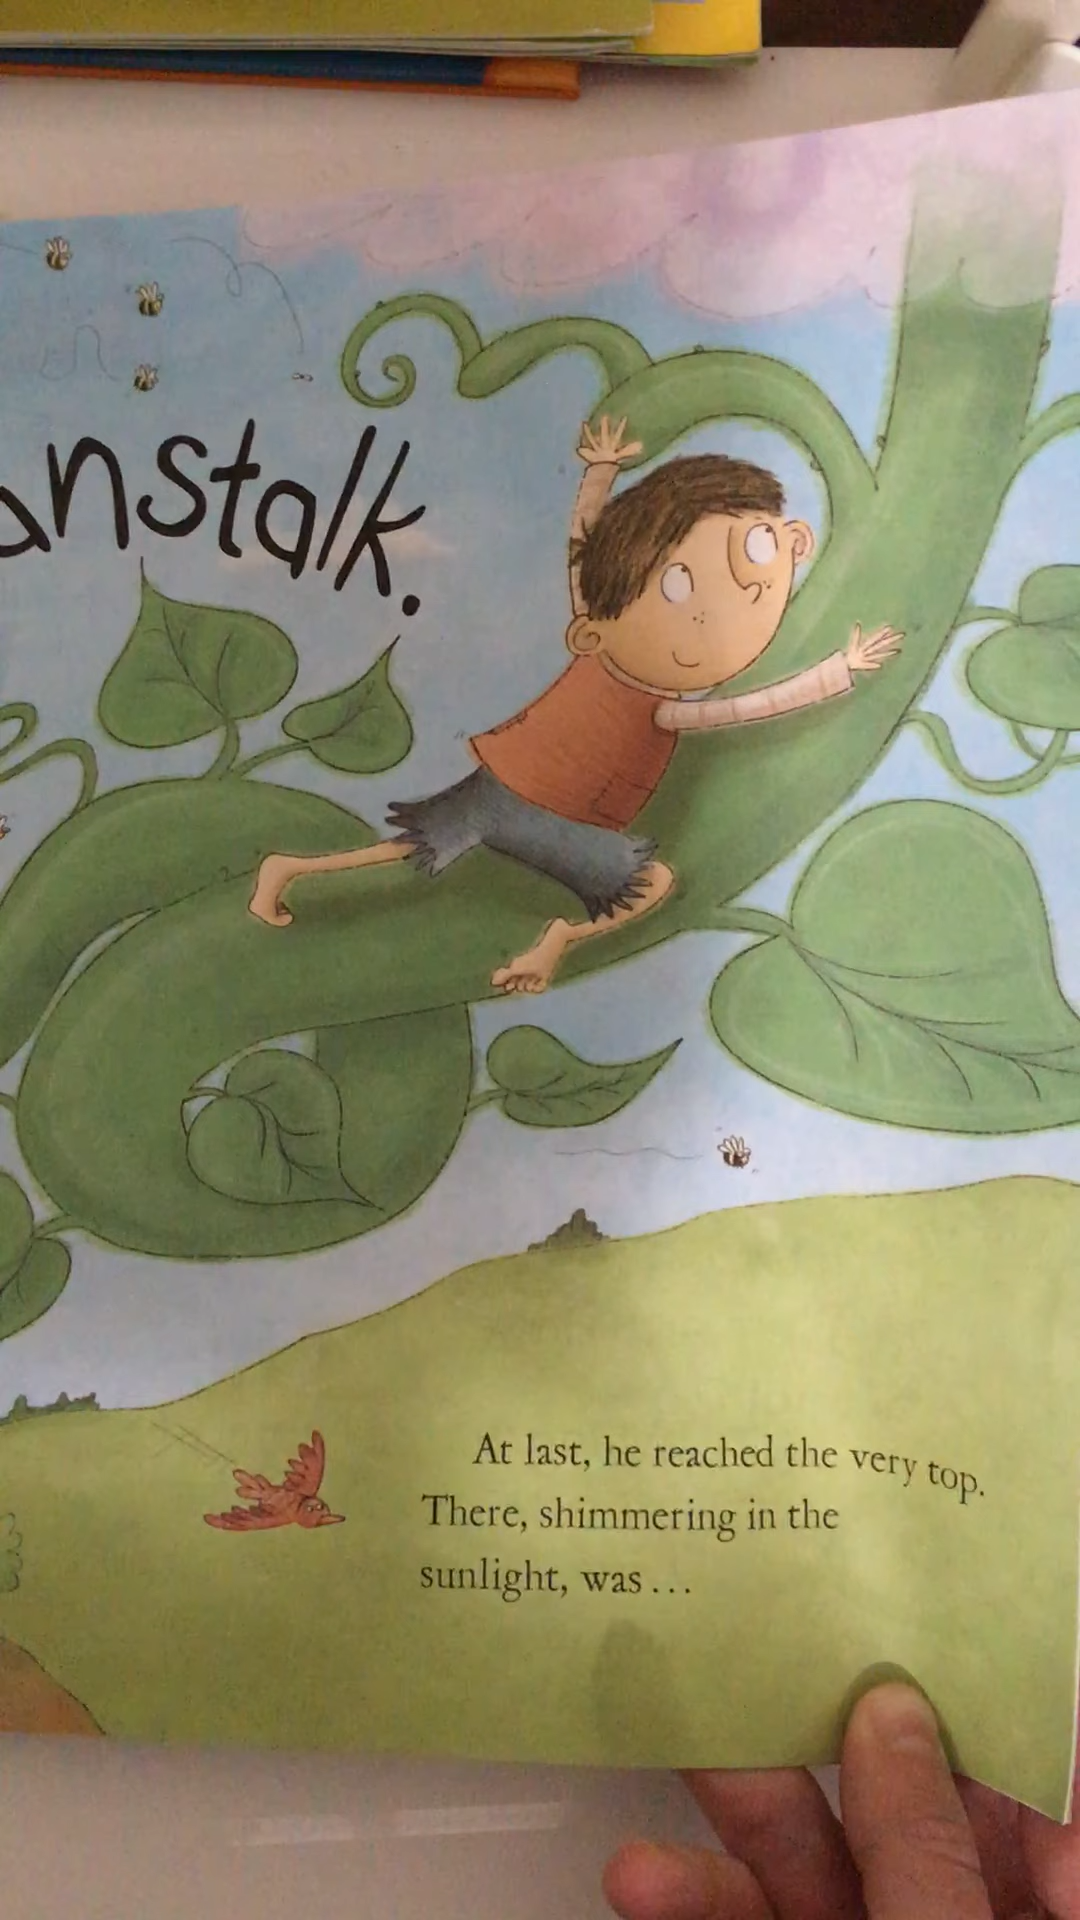 anstalk.
At last, he reached the very top.
There, shimmering in the
sunlight, was...